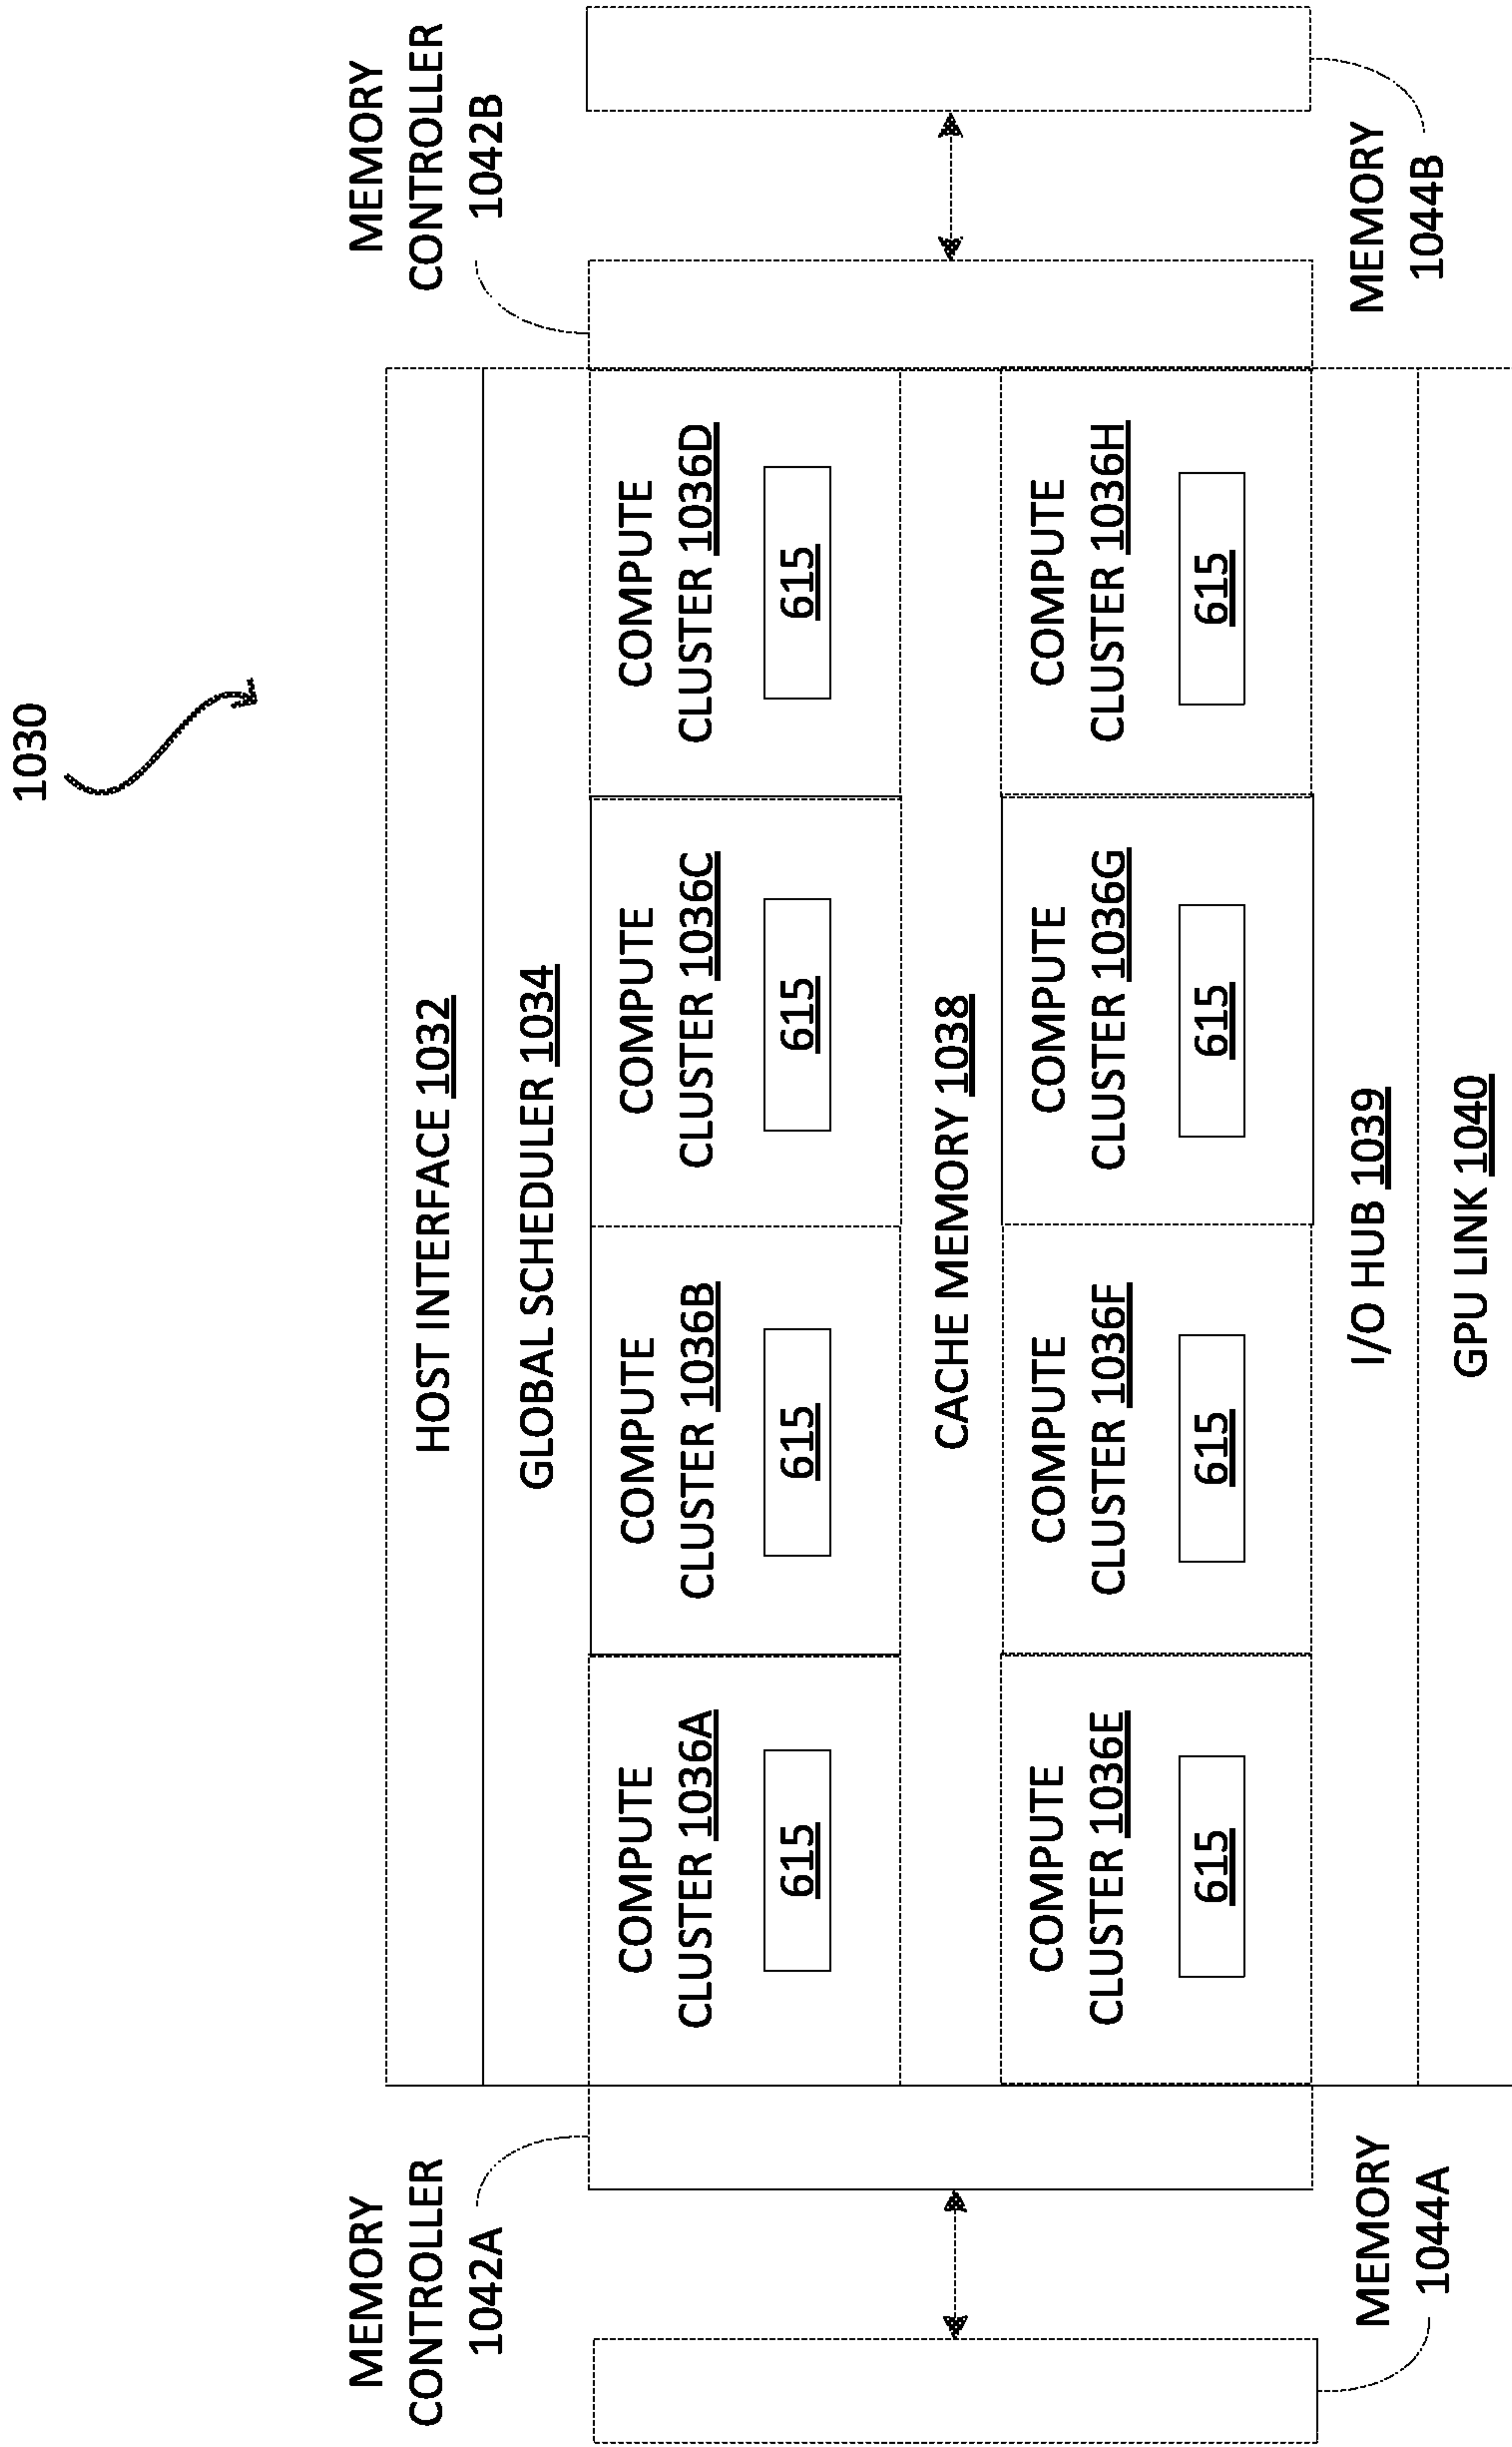 1030
MEMORY
CONTROLLER
1042A
MEMORY
CONTROLLER
1042B
HOST INTERFACE 1032
GLOBAL SCHEDULER 1034
COMPUTE
CLUSTER 1036A
615
COMPUTE
CLUSTER 1036B
615
COMPUTE
CLUSTER 1036C
615
COMPUTE
CLUSTER 1036D
615
CACHE MEMORY 1038
COMPUTE
CLUSTER 1036E
615
COMPUTE
CLUSTER 1036F
615
COMPUTE
CLUSTER 1036G
615
COMPUTE
CLUSTER 1036H
615
I/O HUB 1039
GPU LINK 1040
MEMORY
1044A
MEMORY
1044B